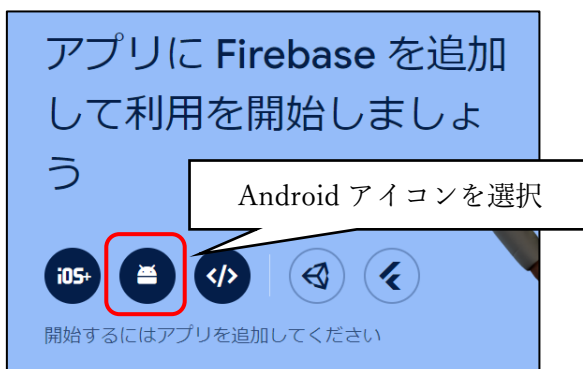 アプリに Firebase を追加
して利用を開始しましょ
う
Android アイコンを選択
iOS+
</>
開始するにはアプリを追加してください